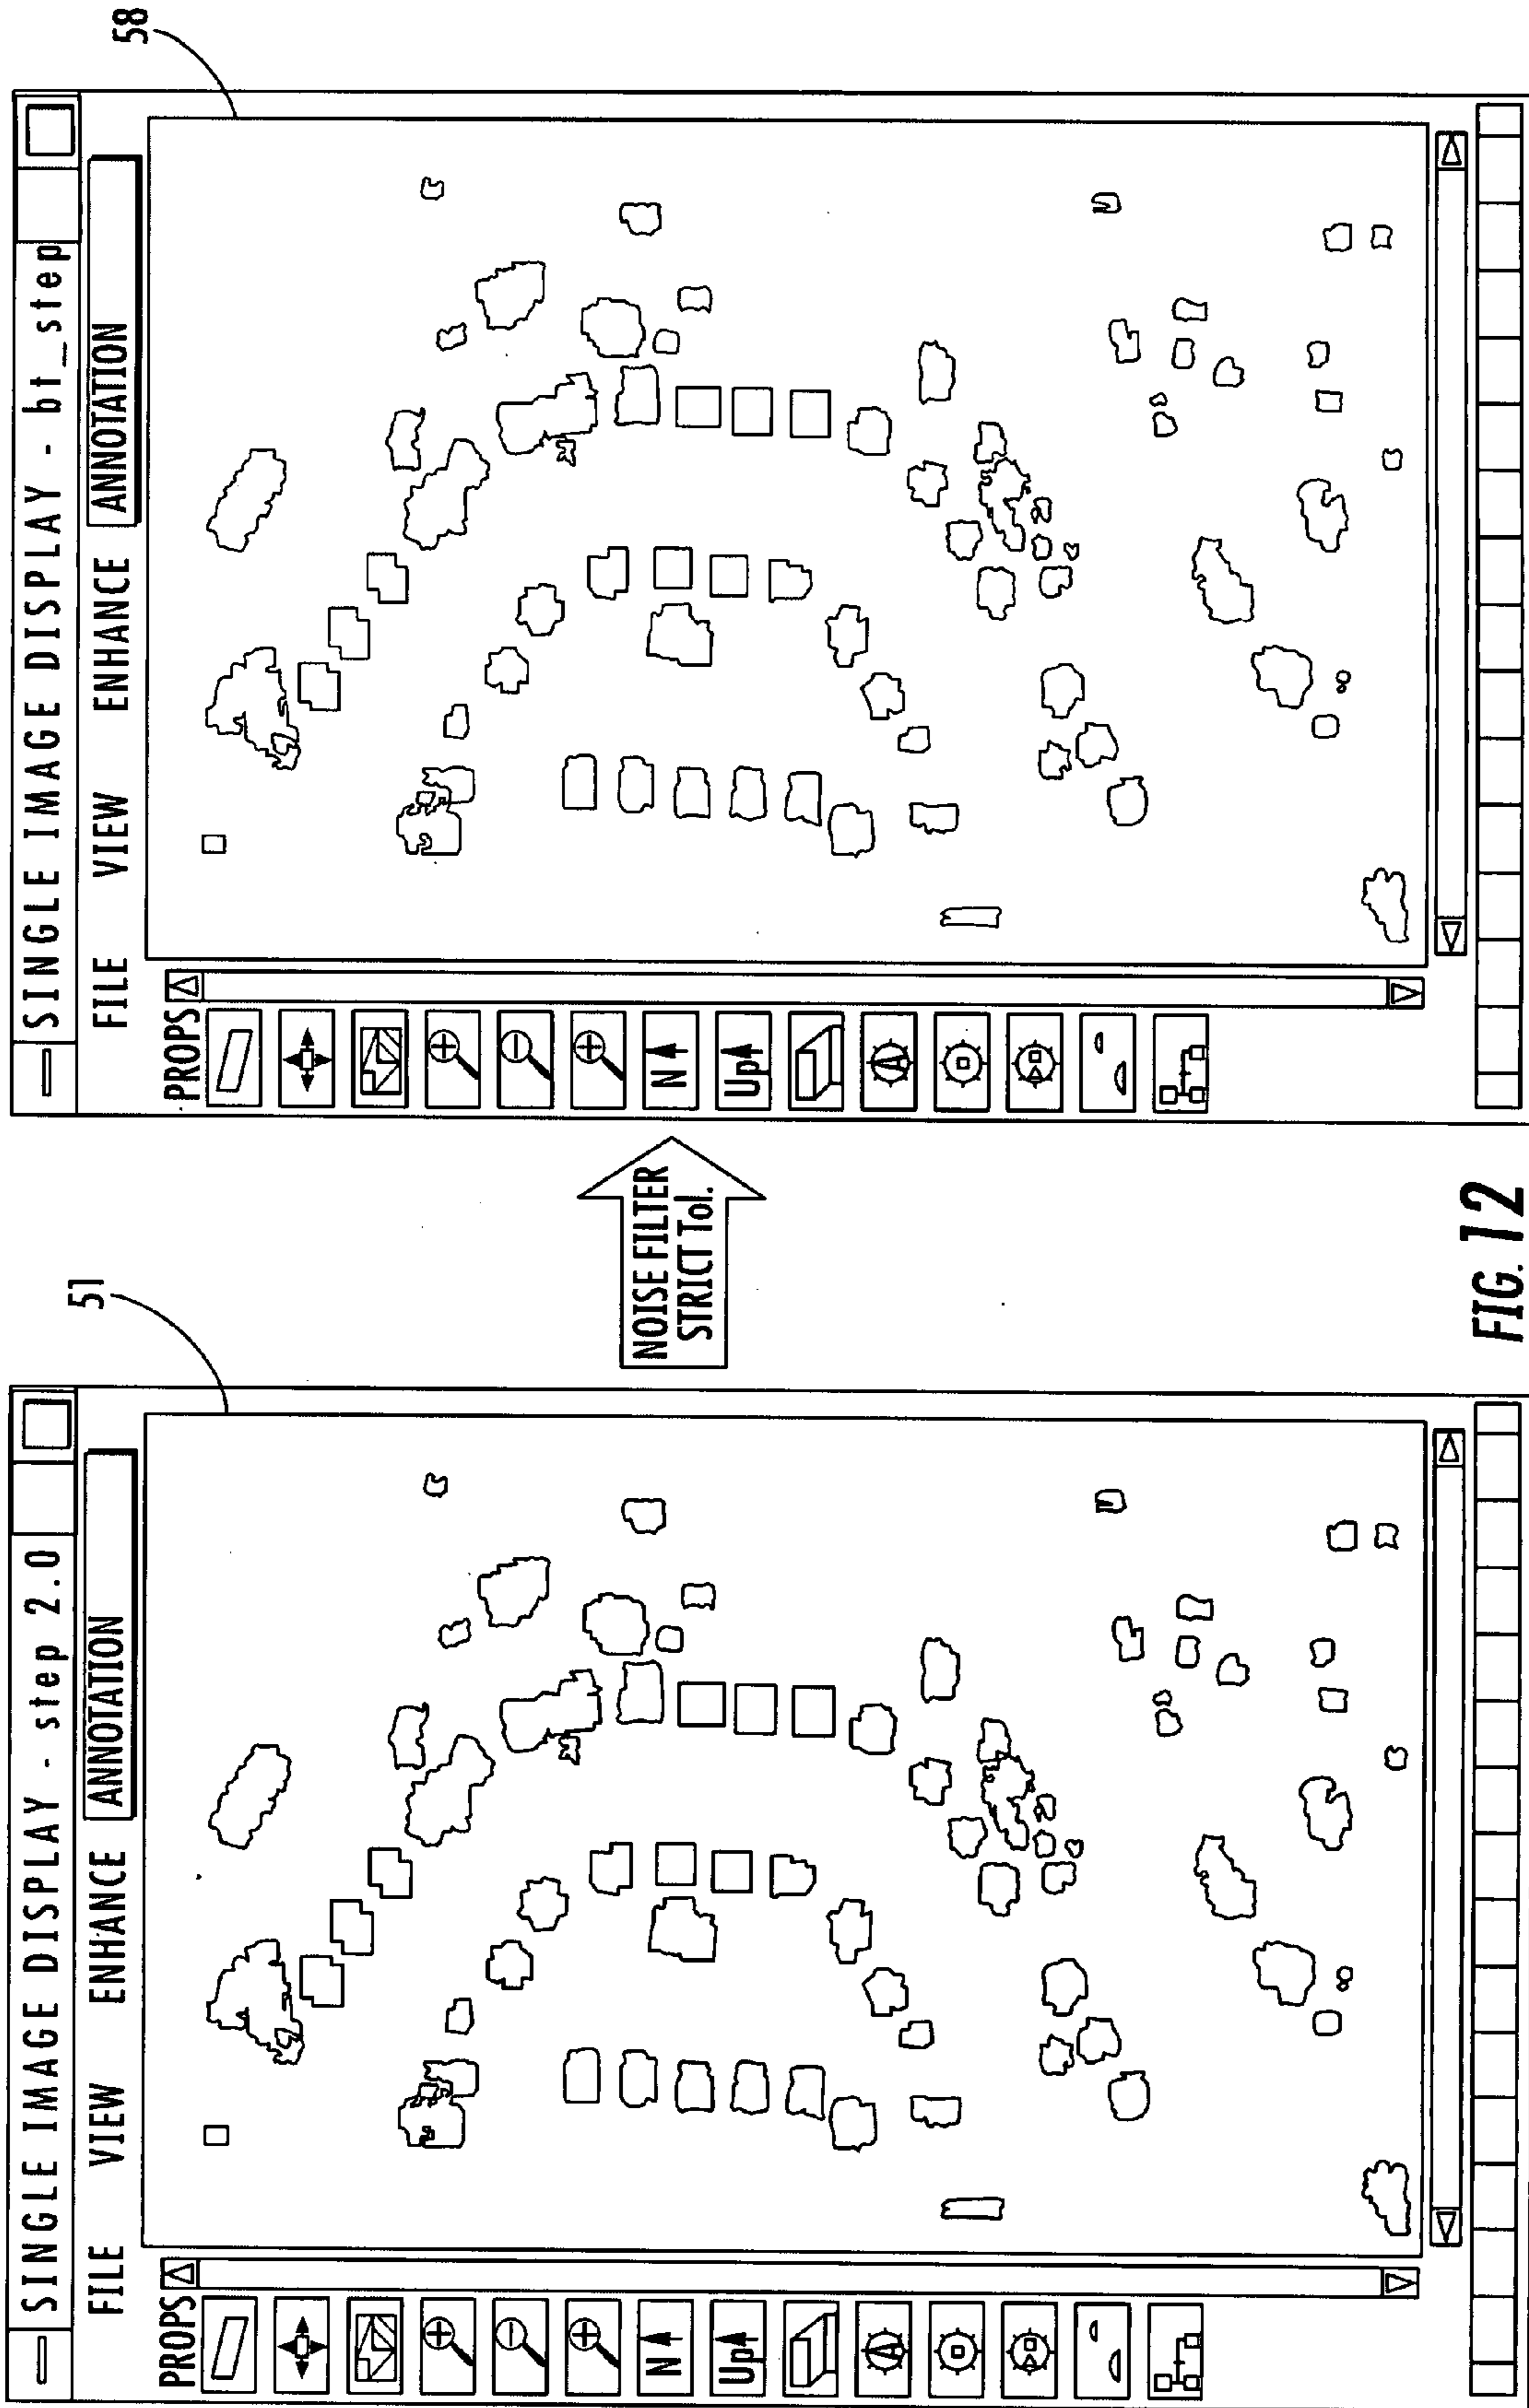 SINGLE IMAGE DISPLAY - step 2.0
FILE VIEW ENHANCE ANNOTATION
PROPS
N
Up
51
NOISE FILTER
STRICT Tol.
SINGLE IMAGE DISPLAY - bt_step
FILE VIEW ENHANCE ANNOTATION
PROPS
N
Up
58
FIG. 12